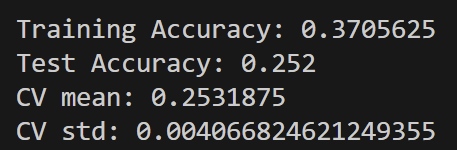 Training Accuracy: 0.3705625
Test Accuracy: 0.252
CV mean: 0.2531875
CV std: 0.004066824621249355